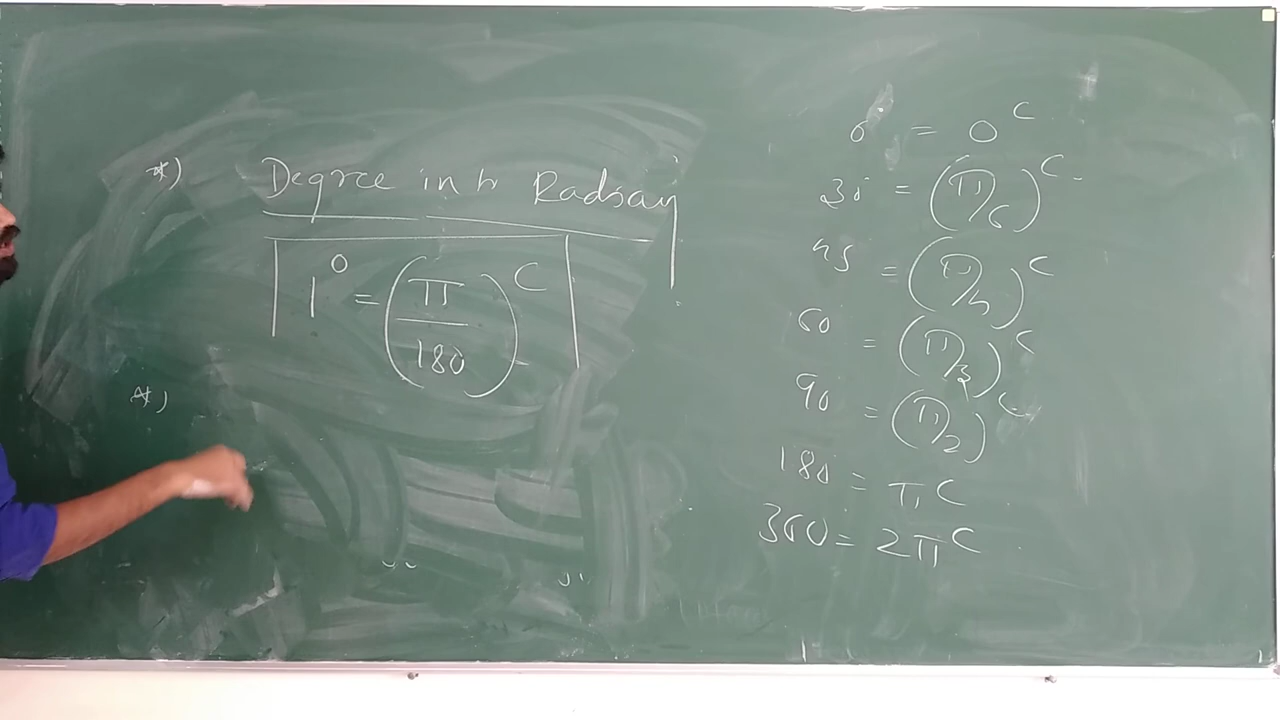 *) Degree into Radian
1° = (π/180)^C
*)
0° = 0^C
30° = (π/6)^C
45 = (π/4)^C
60 = (π/3)^C
90 = (π/2)^C
180 = π^C
360 = 2π^C